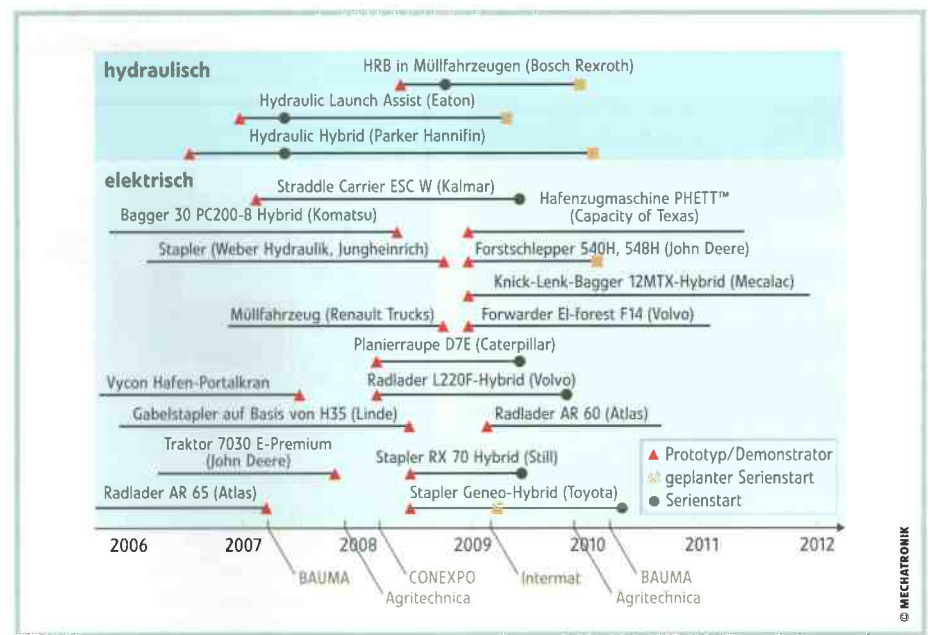 hydraulisch
HRB in Müllfahrzeugen (Bosch Rexroth)
Hydraulic Launch Assist (Eaton)
Hydraulic Hybrid (Parker Hannifin)
elektrisch
Straddle Carrier ESC W (Kalmar)
Hafenzugmaschine PHETT™
(Capacity of Texas)
Bagger 30 PC200-8 Hybrid (Komatsu)
Stapler (Weber Hydraulik, Jungheinrich)
Forstschlepper 540H, 548H (John Deere)
Knick-Lenk-Bagger 12MTX-Hybrid (Mecalac)
Müllfahrzeug (Renault Trucks)
Forwarder El-forest F14 (Volvo)
Planierraupe D7E (Caterpillar)
Vycon Hafen-Portalkran
Radlader L220F-Hybrid (Volvo)
Gabelstapler auf Basis von H35 (Linde)
Radlader AR 60 (Atlas)
Traktor 7030 E-Premium
(John Deere)
Stapler RX 70 Hybrid (Still)
Radlader AR 65 (Atlas)
Stapler Geneo-Hybrid (Toyota)
Prototyp/Demonstrator
geplanter Serienstart
Serienstart
2006 2007 2008 2009 2010 2011 2012
BAUMA
Agritechnica
CONEXPO
Intermat
Agritechnica
BAUMA
© MECHATRONIK